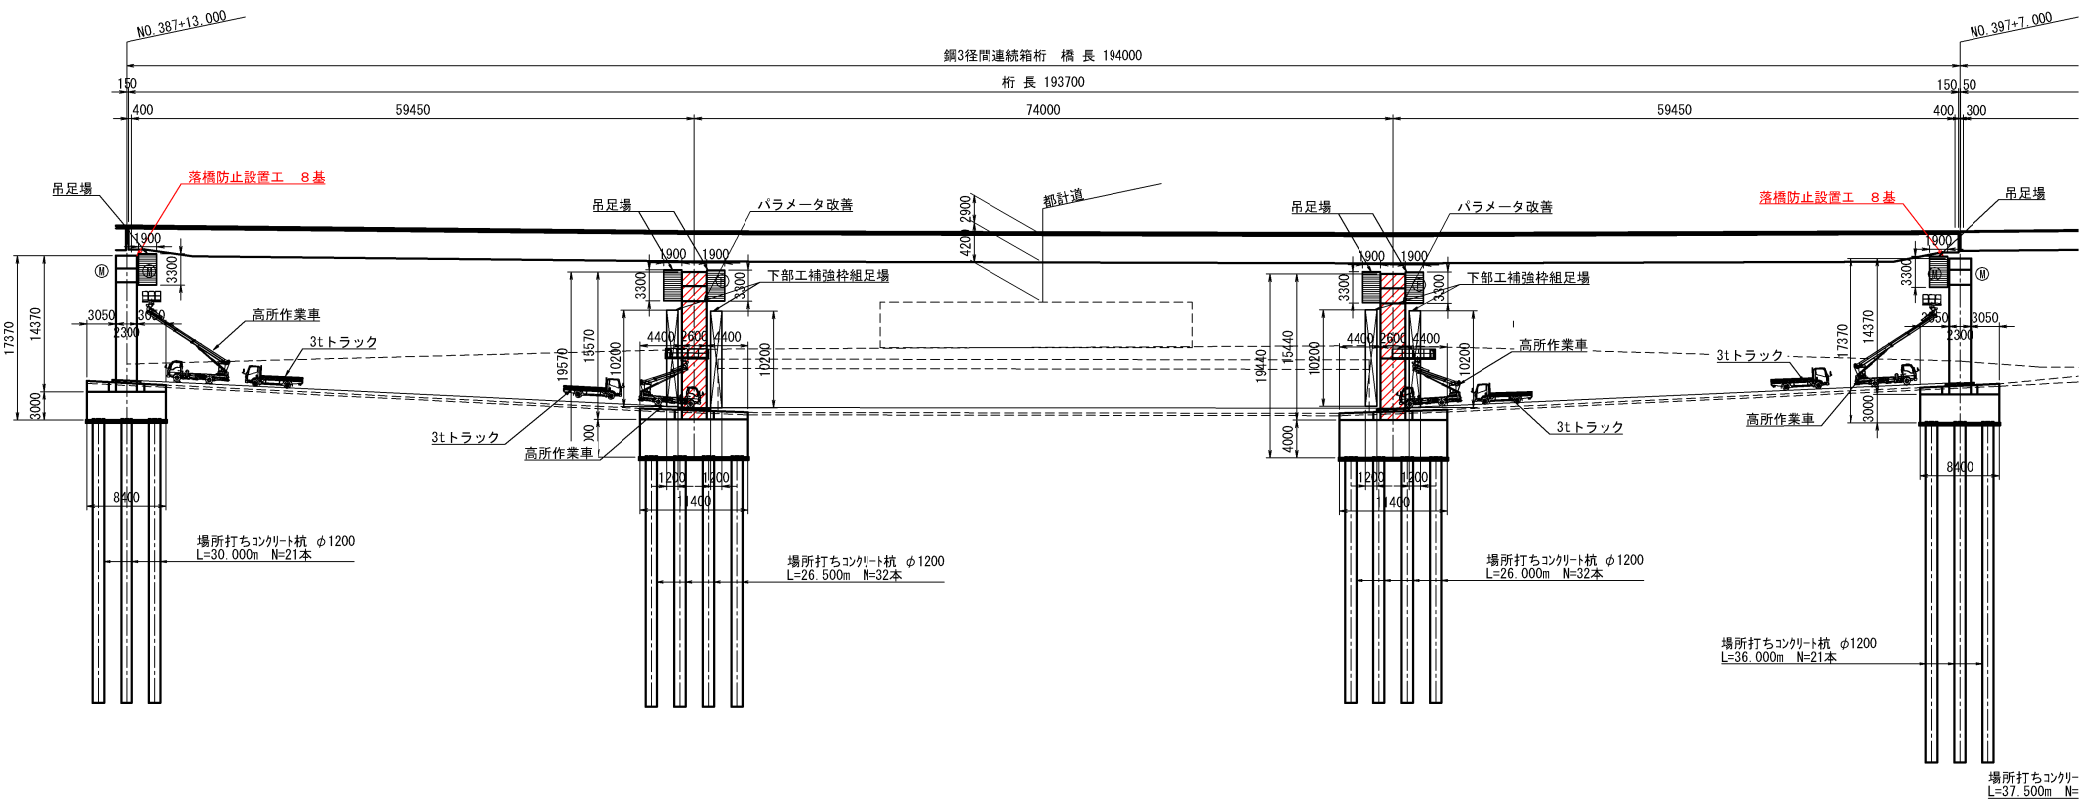 NO.387+13.000
NO.397+7.000
鋼3径間連続箱桁 橋 長 194000
150
桁 長 193700
150
50
400
59450
74000
59450
400
300
吊足場
落橋防止設置工 8基
吊足場
パラメータ改善
2900
都計道
吊足場
パラメータ改善
落橋防止設置工 8基
吊足場
1900
4200
1900
1900
1900
1900
1900
M
M
3300
3300
3300
下部工補強枠組足場
3300
3300
下部工補強枠組足場
3300
M
M
17370
14370
3050
3050
2300
高所作業車
3tトラック
19570
15570
10200
4400
2600
4400
10200
19440
15440
10200
4400
2600
4400
10200
高所作業車
3tトラック
17370
14370
3050
2300
3050
3000
3tトラック
高所作業車
4000
3tトラック
高所作業車
3000
8400
1200
1200
11400
1200
1200
11400
8400
場所打ちコンクリート杭 φ1200
L=30.000m N=21本
場所打ちコンクリート杭 φ1200
L=26.500m N=32本
場所打ちコンクリート杭 φ1200
L=26.000m N=32本
場所打ちコンクリート杭 φ1200
L=36.000m N=21本
場所打ちコンクリー
L=37.500m N=